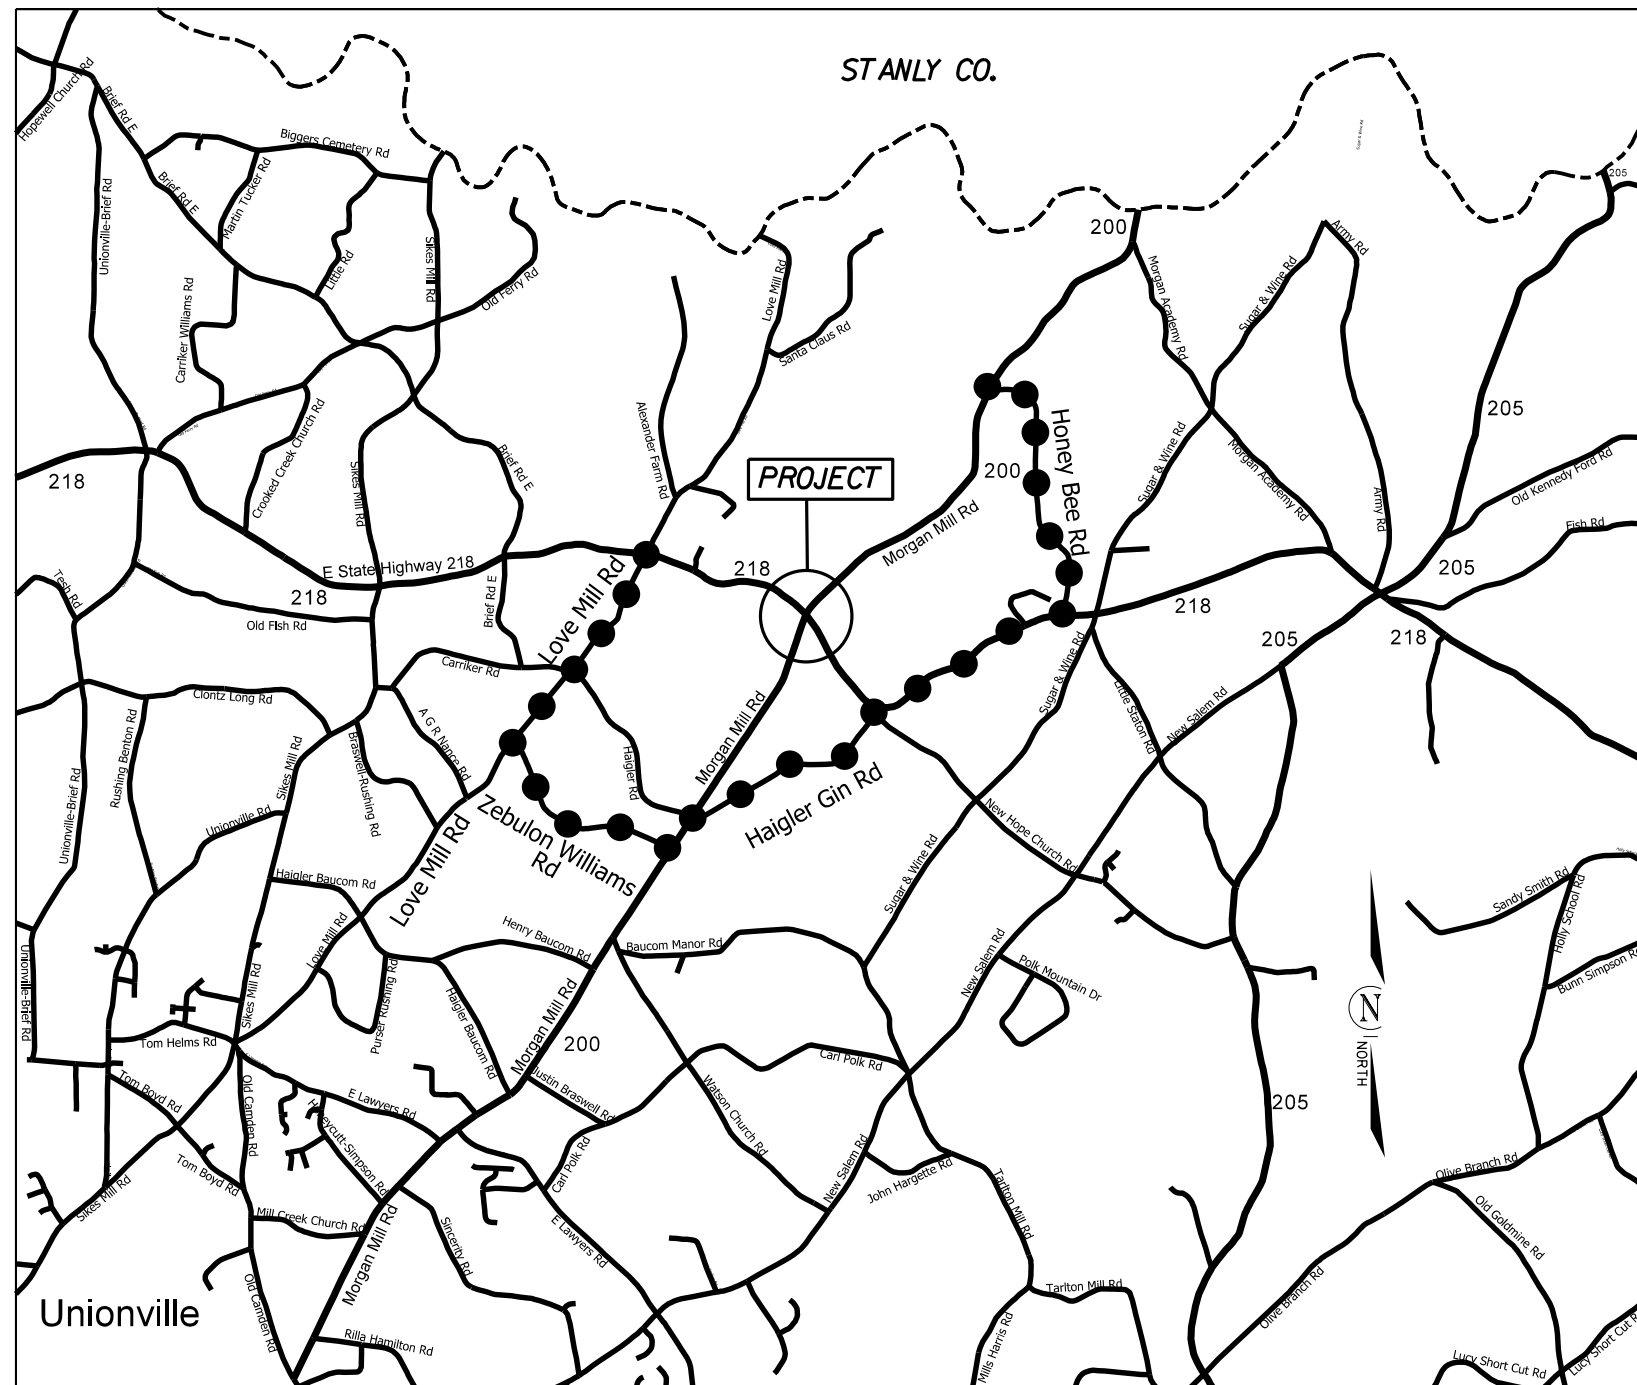 STANLY CO.
Hopewell Church Rd
Brief Rd E
Biggers Cemetery Rd
205
Unionville-Brief Rd
Brief Rd E
Martin Tucker Rd
Little Rd
Sikes Mill Rd
Old Ferry Rd
Love Mill Rd
200
Morgan Academy Rd
Sugar & Wine Rd
Army Rd
Carriker Williams Rd
Santa Claus Rd
Crooked Creek Church Rd
Alexander Farm Rd
Honey Bee Rd
205
Sikes Mill Rd
Brief Rd E
PROJECT
200
Sugar & Wine Rd
Morgan Academy Rd
Army Rd
Old Kennedy Ford Rd
218
Morgan Mill Rd
Fish Rd
E State Highway 218
218
205
Tesh Rd
218
Brief Rd E
Love Mill Rd
218
Old Fish Rd
205
218
Carriker Rd
Sugar & Wine Rd
Little Staton Rd
New Salem Rd
Clontz Long Rd
A G R Nance Rd
Morgan Mill Rd
Rushing Benton Rd
Sikes Mill Rd
Braswell-Rushing Rd
Haigler Rd
Haigler Gin Rd
Unionville-Brief Rd
Unionville Rd
Zebulon Williams
Rd
New Hope Church Rd
Love Mill Rd
Sugar & Wine Rd
Haigler Baucom Rd
Sandy Smith Rd
Holly School Rd
Love Mill Rd
Henry Baucom Rd
Baucom Manor Rd
New Salem Rd
Polk Mountain Dr
Bunn Simpson Rd
Unionville-Brief Rd
Sikes Mill Rd
Purser Rushing Rd
Haigler Baucom Rd
Morgan Mill Rd
200
N
NORTH
Tom Helms Rd
Carl Polk Rd
Tom Boyd Rd
Old Camden Rd
E Lawyers Rd
Justin Braswell Rd
Watson Church Rd
205
Honeycutt-Simpson Rd
Tom Boyd Rd
Carl Polk Rd
New Salem Rd
John Hargette Rd
Olive Branch Rd
Sikes Mill Rd
Mill Creek Church Rd
Morgan Mill Rd
Sincerity Rd
E Lawyers Rd
Tarlton Mill Rd
Old Goldmine Rd
Unionville
Old Camden Rd
Rilla Hamilton Rd
Tarlton Mill Rd
Mills Harris Rd
Olive Branch Rd
Lucy Short Cut Rd
Lucy Short Cut R